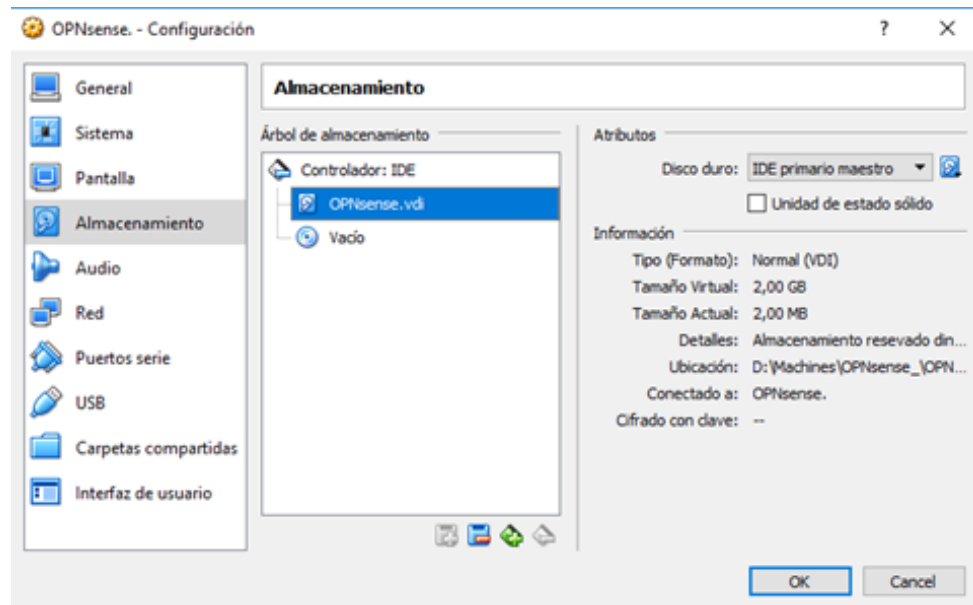 OPNsense. - Configuración
?
General
Sistema
Pantalla
Almacenamiento
Audio
Red
Puertos serie
USB
Carpetas compartidas
Interfaz de usuario
Almacenamiento
Árbol de almacenamiento
Controlador: IDE
OPNsense.vdi
Vacío
Atributos
Disco duro: IDE primario maestro
Unidad de estado sólido
Información
Tipo (Formato): Normal (VDI)
Tamaño Virtual: 2,00 GB
Tamaño Actual: 2,00 MB
Detalles: Almacenamiento resevado din...
Ubicación: D:\Machines\OPNsense_\OPN...
Conectado a: OPNsense.
Cifrado con clave: --
OK Cancel